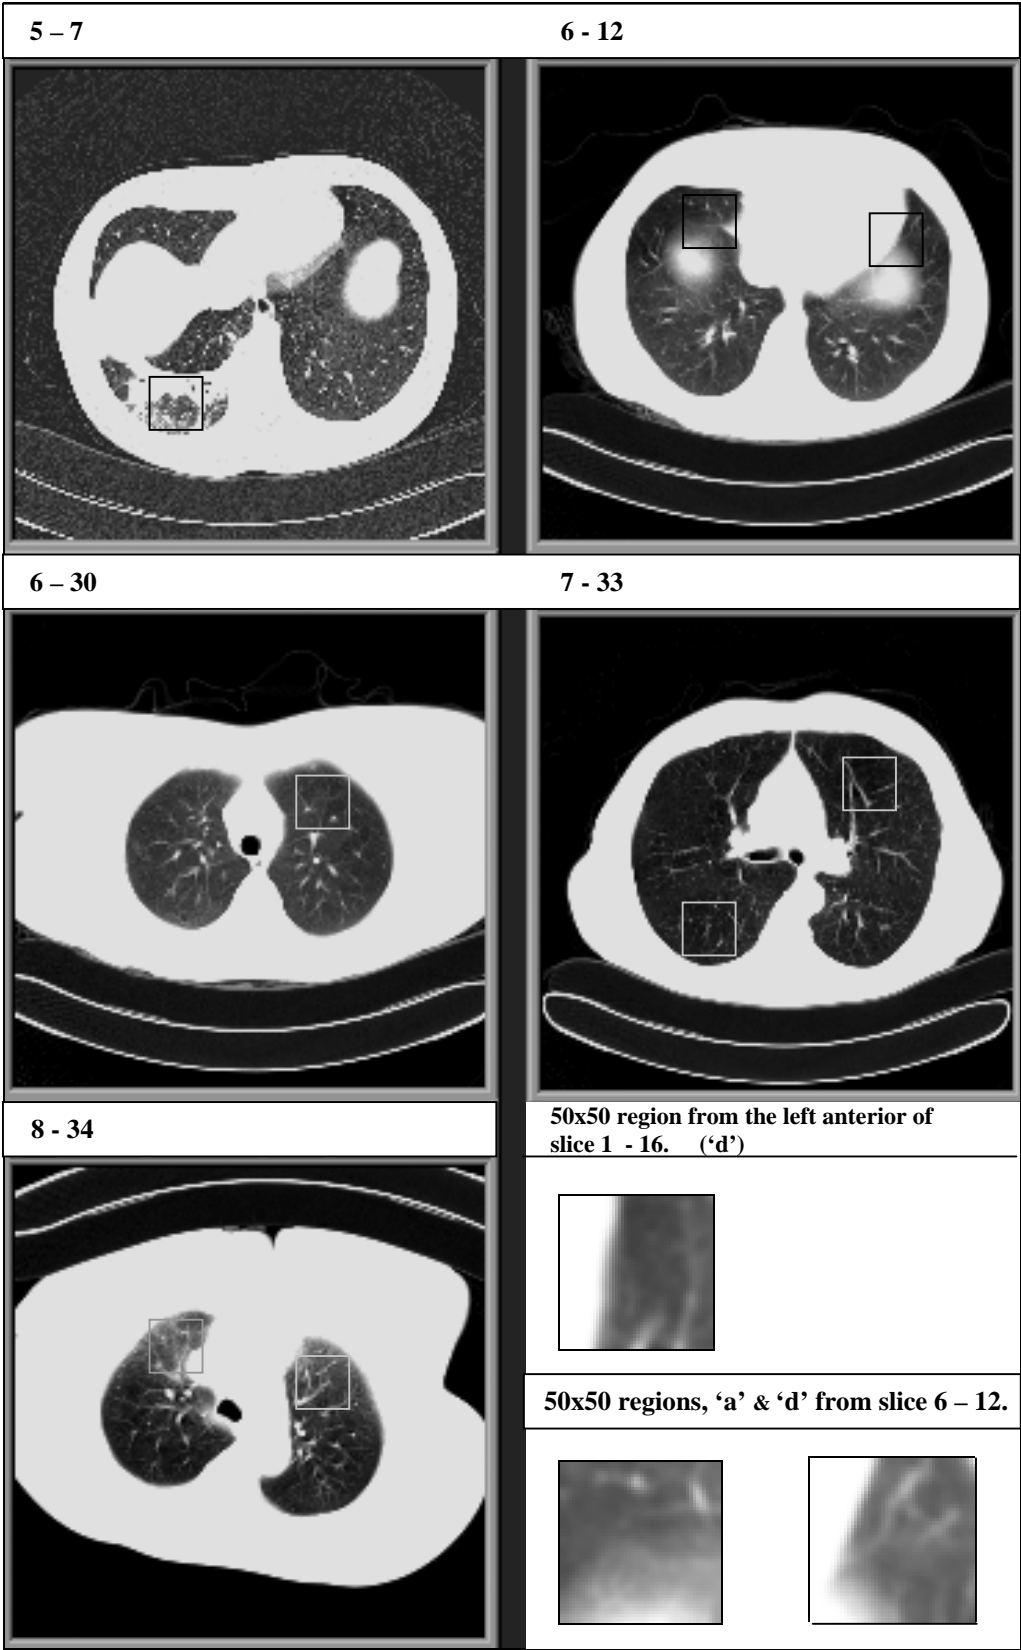 5 – 7
6 - 12
6 – 30
7 - 33
8 - 34
50x50 region from the left anterior of
slice 1 - 16. (‘d’)
50x50 regions, ‘a’ & ‘d’ from slice 6 – 12.